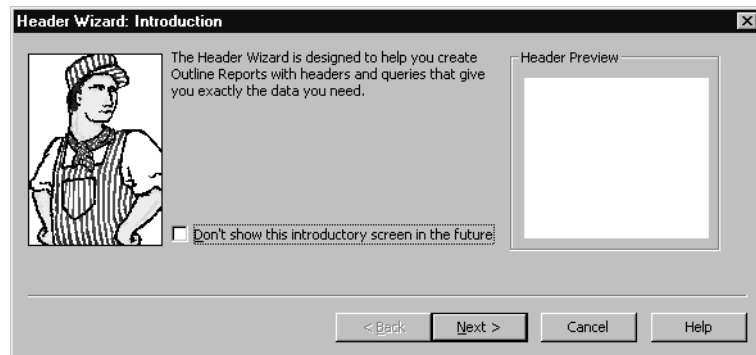 Header Wizard: Introduction
The Header Wizard is designed to help you create
Outline Reports with headers and queries that give
you exactly the data you need.
Header Preview
Don't show this introductory screen in the future
< Back
Next >
Cancel
Help